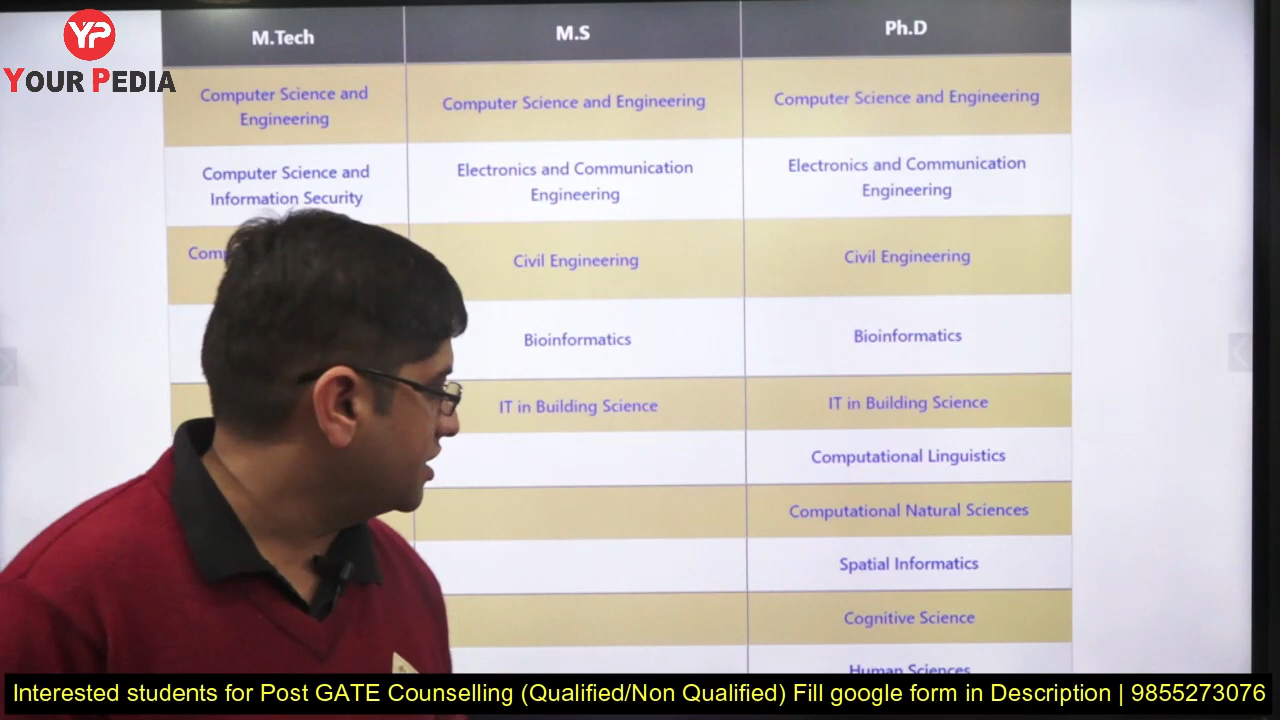 YP
YOUR PEDIA
M.Tech
M.S
Ph.D
Computer Science and
Engineering
Computer Science and Engineering
Computer Science and Engineering
Computer Science and
Information Security
Electronics and Communication
Engineering
Electronics and Communication
Engineering
Civil Engineering
Civil Engineering
Bioinformatics
Bioinformatics
IT in Building Science
IT in Building Science
Computational Linguistics
Computational Natural Sciences
Spatial Informatics
Cognitive Science
Human Sciences
Interested students for Post GATE Counselling (Qualified/Non Qualified) Fill google form in Description | 9855273076